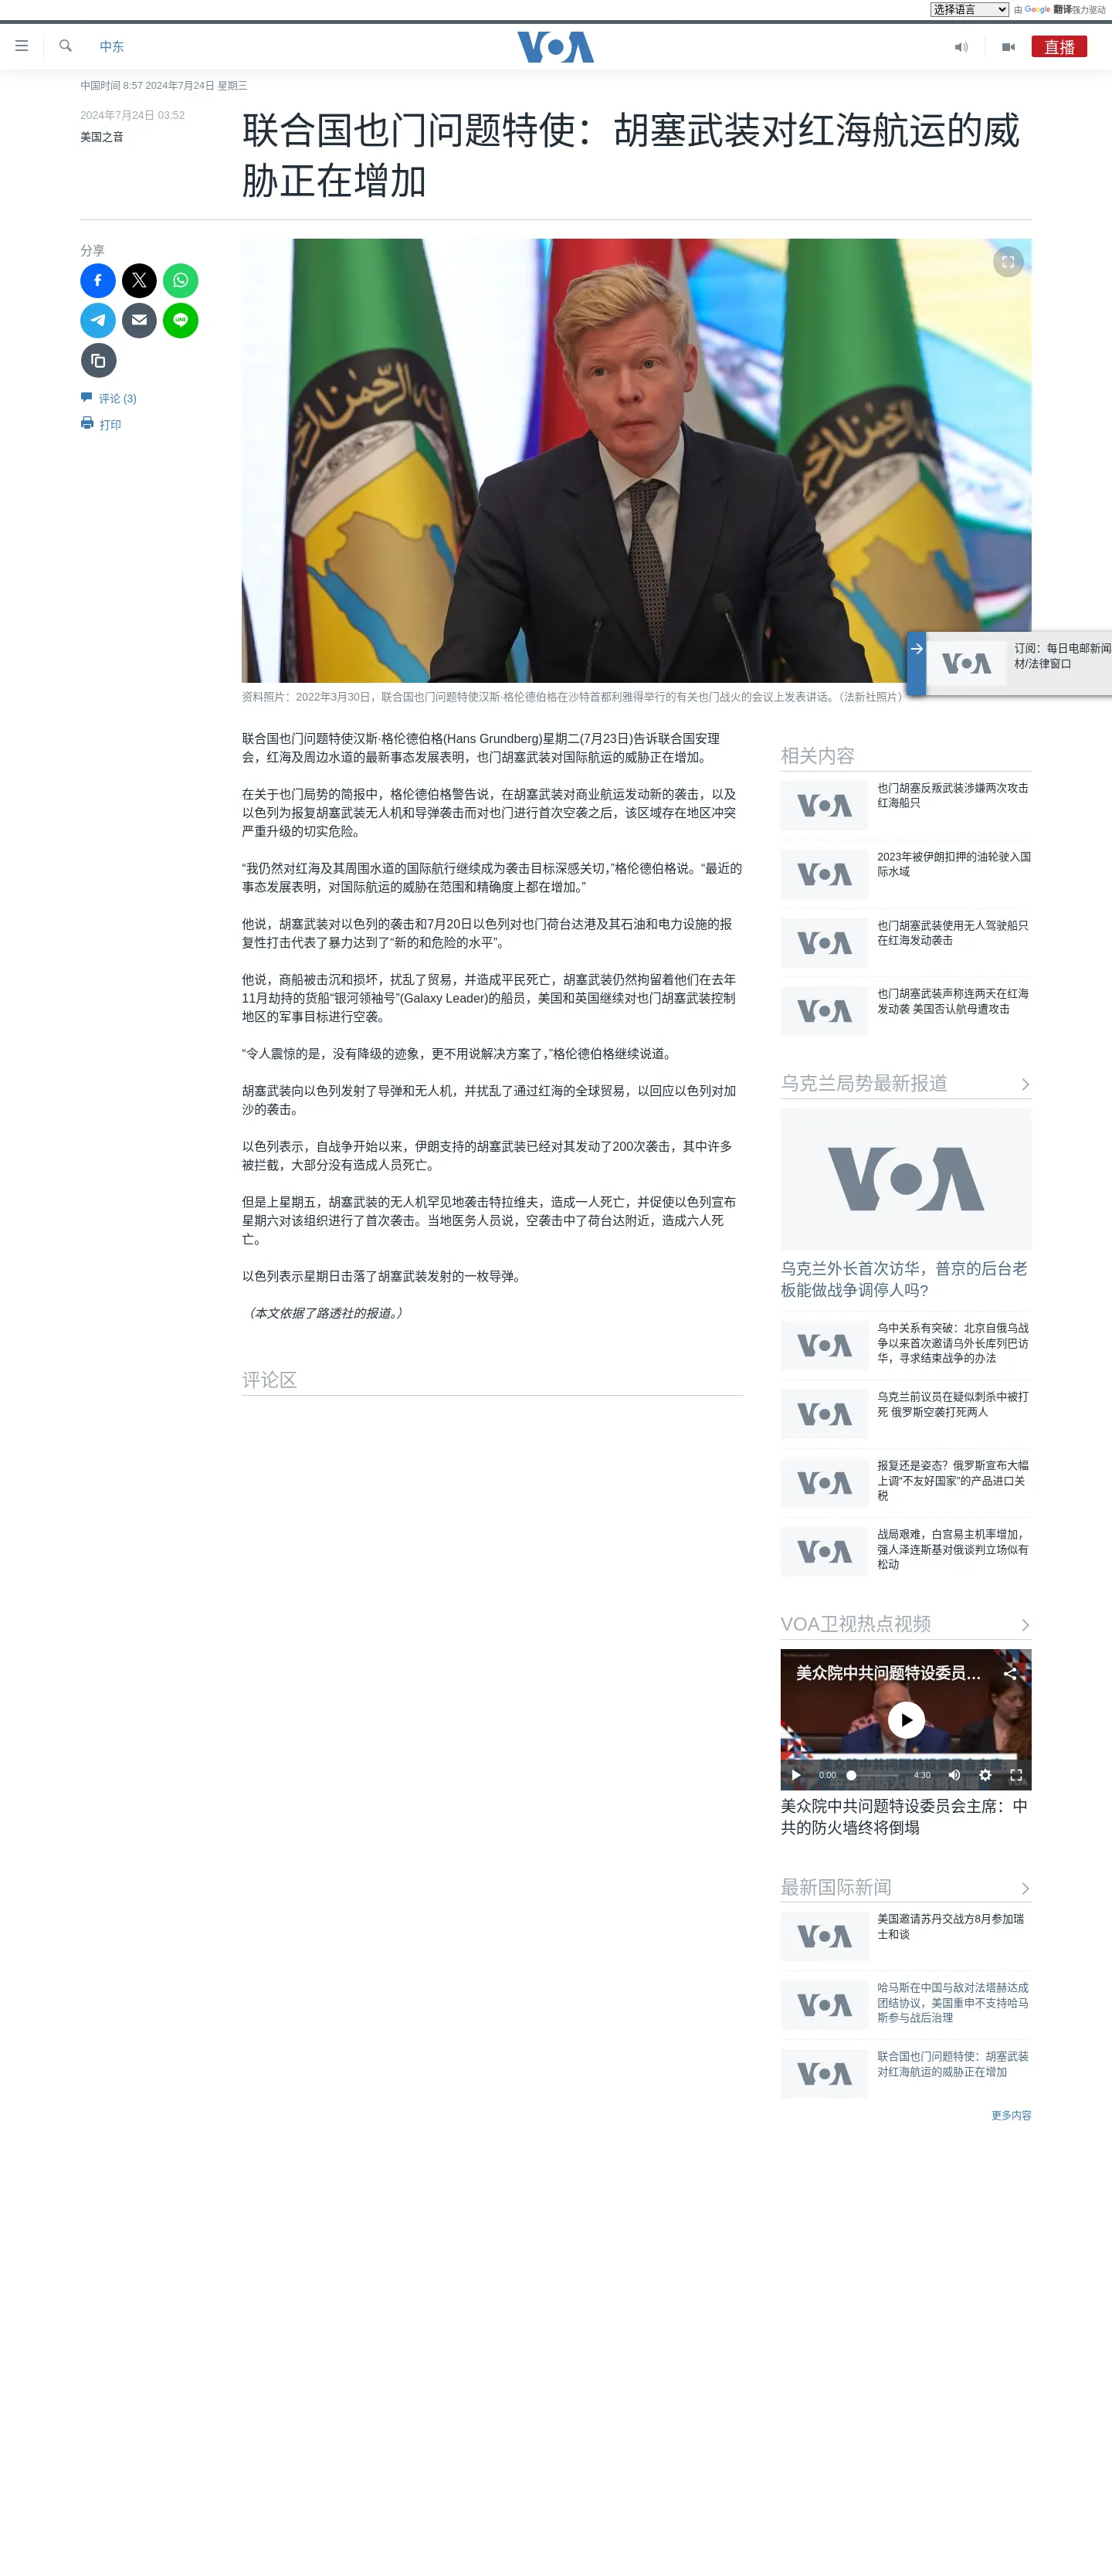 选择语言
由 Google 翻译强力驱动
中东
VOA
直播
中国时间 8:57 2024年7月24日 星期三
2024年7月24日 03:52
美国之音
联合国也门问题特使：胡塞武装对红海航运的威
胁正在增加
分享
评论 (3)
打印
订阅：每日电邮新闻
材/法律窗口
资料照片：2022年3月30日，联合国也门问题特使汉斯·格伦德伯格在沙特首都利雅得举行的有关也门战火的会议上发表讲话。（法新社照片）
联合国也门问题特使汉斯·格伦德伯格(Hans Grundberg)星期二(7月23日)告诉联合国安理
会，红海及周边水道的最新事态发展表明，也门胡塞武装对国际航运的威胁正在增加。
在关于也门局势的简报中，格伦德伯格警告说，在胡塞武装对商业航运发动新的袭击，以及
以色列为报复胡塞武装无人机和导弹袭击而对也门进行首次空袭之后，该区域存在地区冲突
严重升级的切实危险。
“我仍然对红海及其周围水道的国际航行继续成为袭击目标深感关切，”格伦德伯格说。“最近的
事态发展表明，对国际航运的威胁在范围和精确度上都在增加。”
他说，胡塞武装对以色列的袭击和7月20日以色列对也门荷台达港及其石油和电力设施的报
复性打击代表了暴力达到了“新的和危险的水平”。
他说，商船被击沉和损坏，扰乱了贸易，并造成平民死亡，胡塞武装仍然拘留着他们在去年
11月劫持的货船“银河领袖号”(Galaxy Leader)的船员，美国和英国继续对也门胡塞武装控制
地区的军事目标进行空袭。
“令人震惊的是，没有降级的迹象，更不用说解决方案了，”格伦德伯格继续说道。
胡塞武装向以色列发射了导弹和无人机，并扰乱了通过红海的全球贸易，以回应以色列对加
沙的袭击。
以色列表示，自战争开始以来，伊朗支持的胡塞武装已经对其发动了200次袭击，其中许多
被拦截，大部分没有造成人员死亡。
但是上星期五，胡塞武装的无人机罕见地袭击特拉维夫，造成一人死亡，并促使以色列宣布
星期六对该组织进行了首次袭击。当地医务人员说，空袭击中了荷台达附近，造成六人死
亡。
以色列表示星期日击落了胡塞武装发射的一枚导弹。
（本文依据了路透社的报道。）
评论区
相关内容
VOA
也门胡塞反叛武装涉嫌两次攻击
红海船只
VOA
2023年被伊朗扣押的油轮驶入国
际水域
VOA
也门胡塞武装使用无人驾驶船只
在红海发动袭击
VOA
也门胡塞武装声称连两天在红海
发动袭 美国否认航母遭攻击
乌克兰局势最新报道
VOA
乌克兰外长首次访华，普京的后台老
板能做战争调停人吗?
VOA
乌中关系有突破：北京自俄乌战
争以来首次邀请乌外长库列巴访
华，寻求结束战争的办法
VOA
乌克兰前议员在疑似刺杀中被打
死 俄罗斯空袭打死两人
VOA
报复还是姿态？俄罗斯宣布大幅
上调“不友好国家”的产品进口关
税
VOA
战局艰难，白宫易主机率增加，
强人泽连斯基对俄谈判立场似有
松动
VOA卫视热点视频
美众院中共问题特设委员...
0:00
4:30
美众院中共问题特设委员会主席：中
共的防火墙终将倒塌
最新国际新闻
VOA
美国邀请苏丹交战方8月参加瑞
士和谈
VOA
哈马斯在中国与敌对法塔赫达成
团结协议，美国重申不支持哈马
斯参与战后治理
VOA
联合国也门问题特使：胡塞武装
对红海航运的威胁正在增加
更多内容